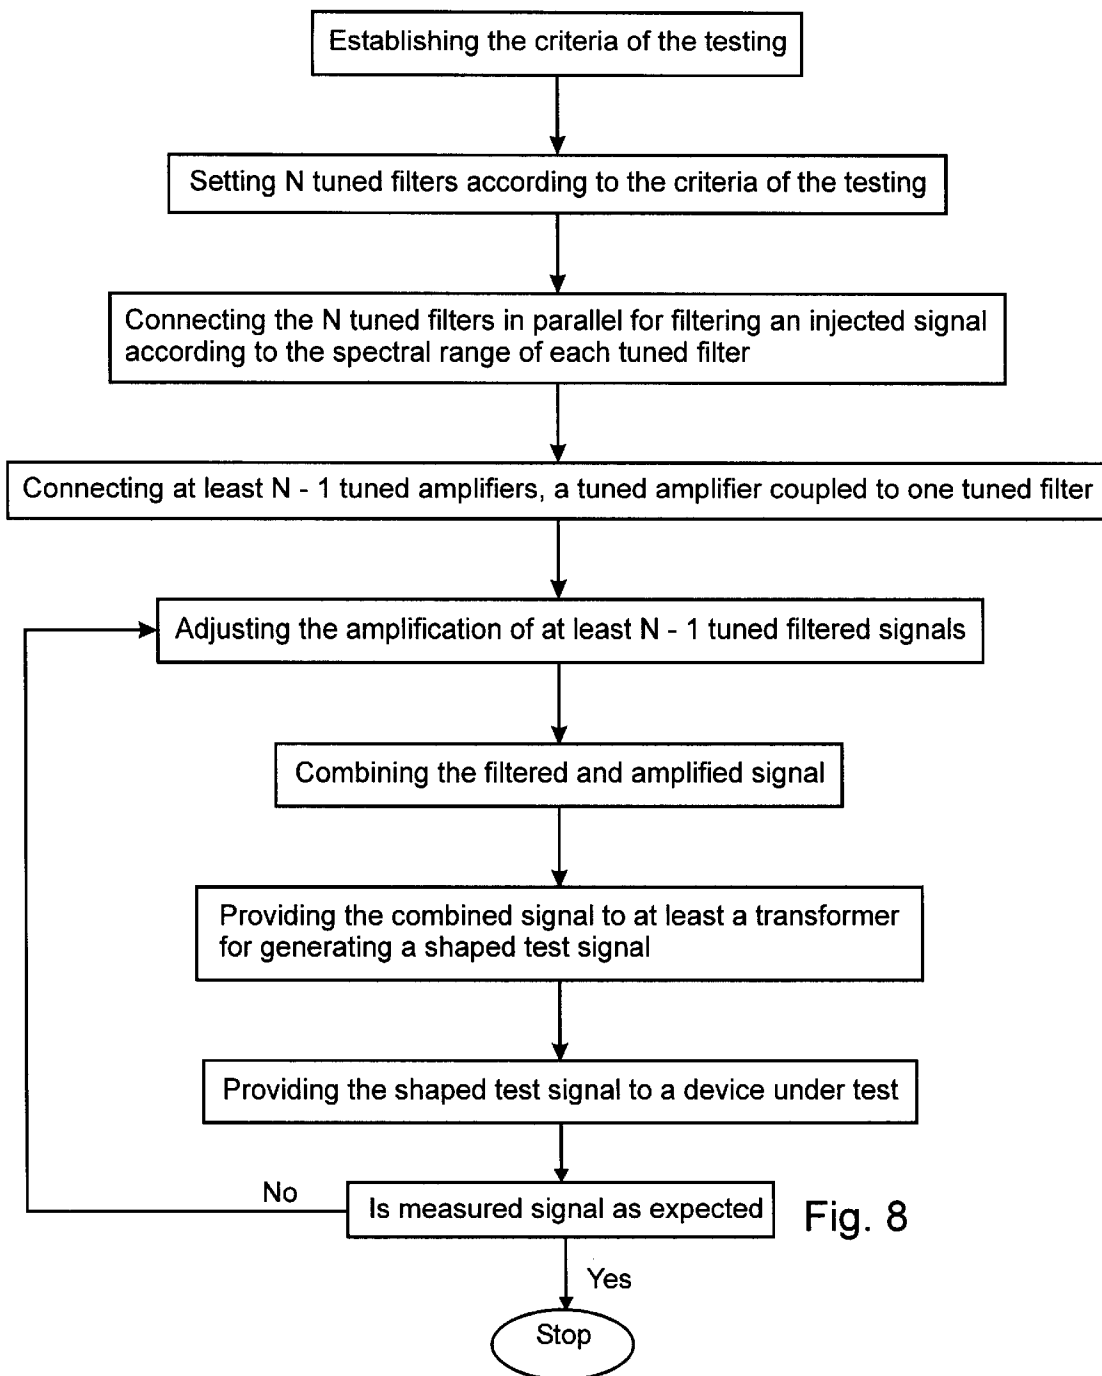 Establishing the criteria of the testing
Setting N tuned filters according to the criteria of the testing
Connecting the N tuned filters in parallel for filtering an injected signal
according to the spectral range of each tuned filter
Connecting at least N - 1 tuned amplifiers, a tuned amplifier coupled to one tuned filter
Adjusting the amplification of at least N - 1 tuned filtered signals
Combining the filtered and amplified signal
Providing the combined signal to at least a transformer
for generating a shaped test signal
Providing the shaped test signal to a device under test
No
Is measured signal as expected
Fig. 8
Yes
Stop